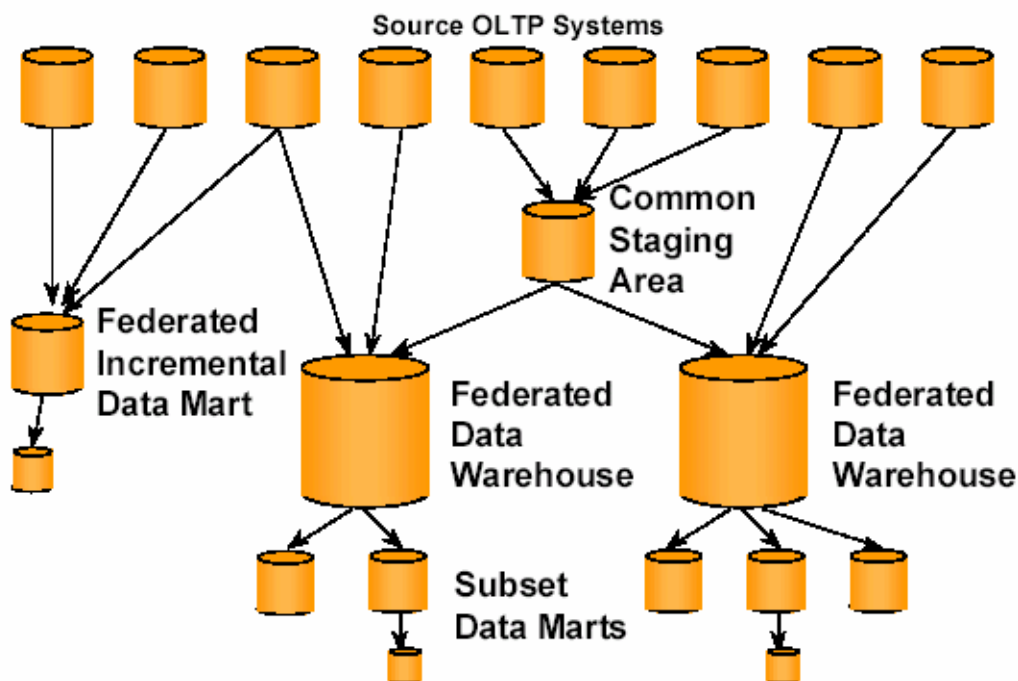 Source OLTP Systems
Common
Staging
Area
Federated
Incremental
Data Mart
Federated
Data
Warehouse
Federated
Data
Warehouse
Subset
Data Marts